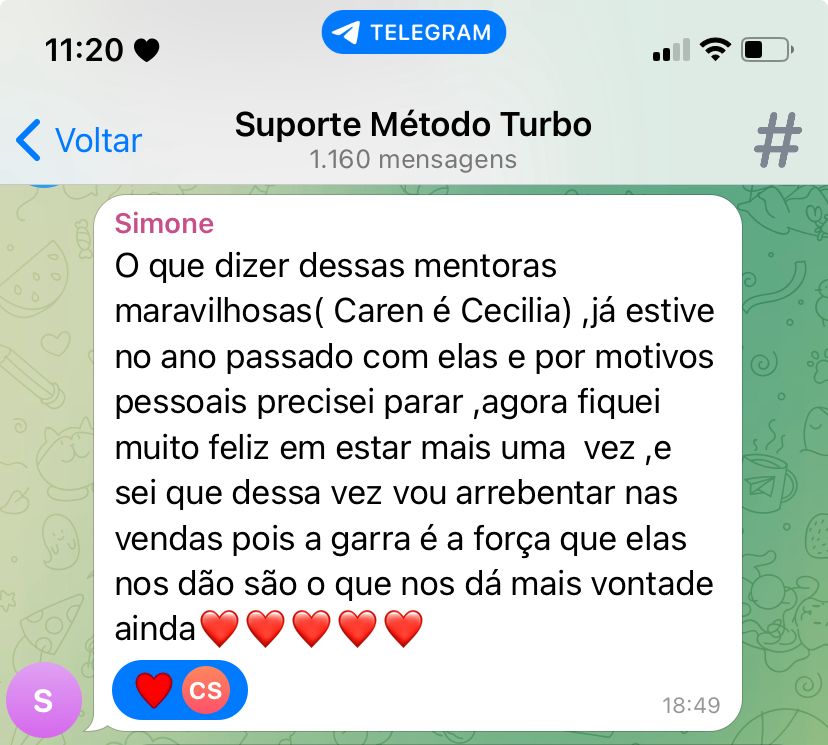 11:20
TELEGRAM
Voltar
Suporte Método Turbo
1.160 mensagens
#
Simone
O que dizer dessas mentoras
maravilhosas( Caren é Cecilia) ,já estive
no ano passado com elas e por motivos
pessoais precisei parar ,agora fiquei
muito feliz em estar mais uma  vez ,e
sei que dessa vez vou arrebentar nas
vendas pois a garra é a força que elas
nos dão são o que nos dá mais vontade
ainda❤️❤️❤️❤️❤️
CS
S
18:49